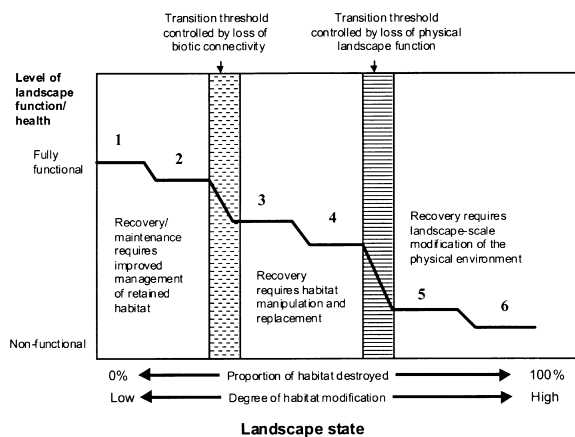 Transition threshold
controlled by loss of
biotic connectivity
Transition threshold
controlled by loss of physical
landscape function
Level of
landscape
function/
health
Fully
functional
Non-functional
1
2
3
4
5
6
Recovery/
maintenance
requires
improved
management
of retained
habitat
Recovery
requires habitat
manipulation and
replacement
Recovery requires
landscape-scale
modification of the
physical environment
0% Proportion of habitat destroyed 100%
Low Degree of habitat modification High
Landscape state